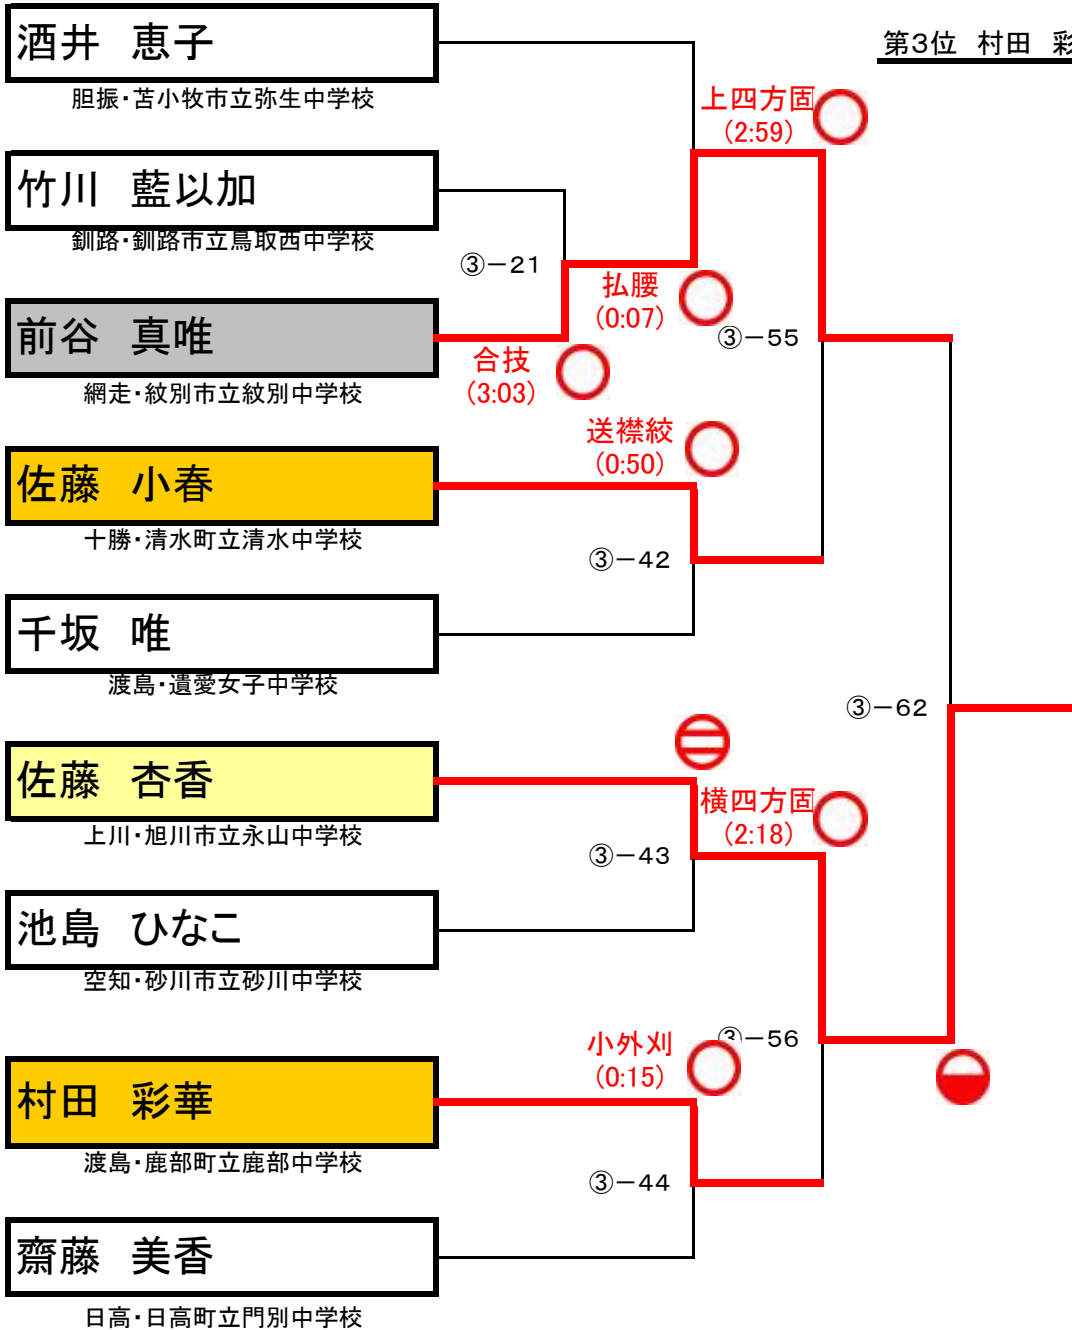 酒井　恵子
第3位　村田　彩
胆振・苫小牧市立弥生中学校
上四方固
(2:59)
竹川　藍以加
釧路・釧路市立鳥取西中学校
③－21
払腰
(0:07)
前谷　真唯
③－55
合技
(3:03)
網走・紋別市立紋別中学校
送襟絞
(0:50)
佐藤　小春
十勝・清水町立清水中学校
③－42
千坂　唯
渡島・遺愛女子中学校
③－62
佐藤　杏香
横四方固
(2:18)
上川・旭川市立永山中学校
③－43
池島　ひなこ
空知・砂川市立砂川中学校
③－56
小外刈
(0:15)
村田　彩華
渡島・鹿部町立鹿部中学校
③－44
齋藤　美香
日高・日高町立門別中学校